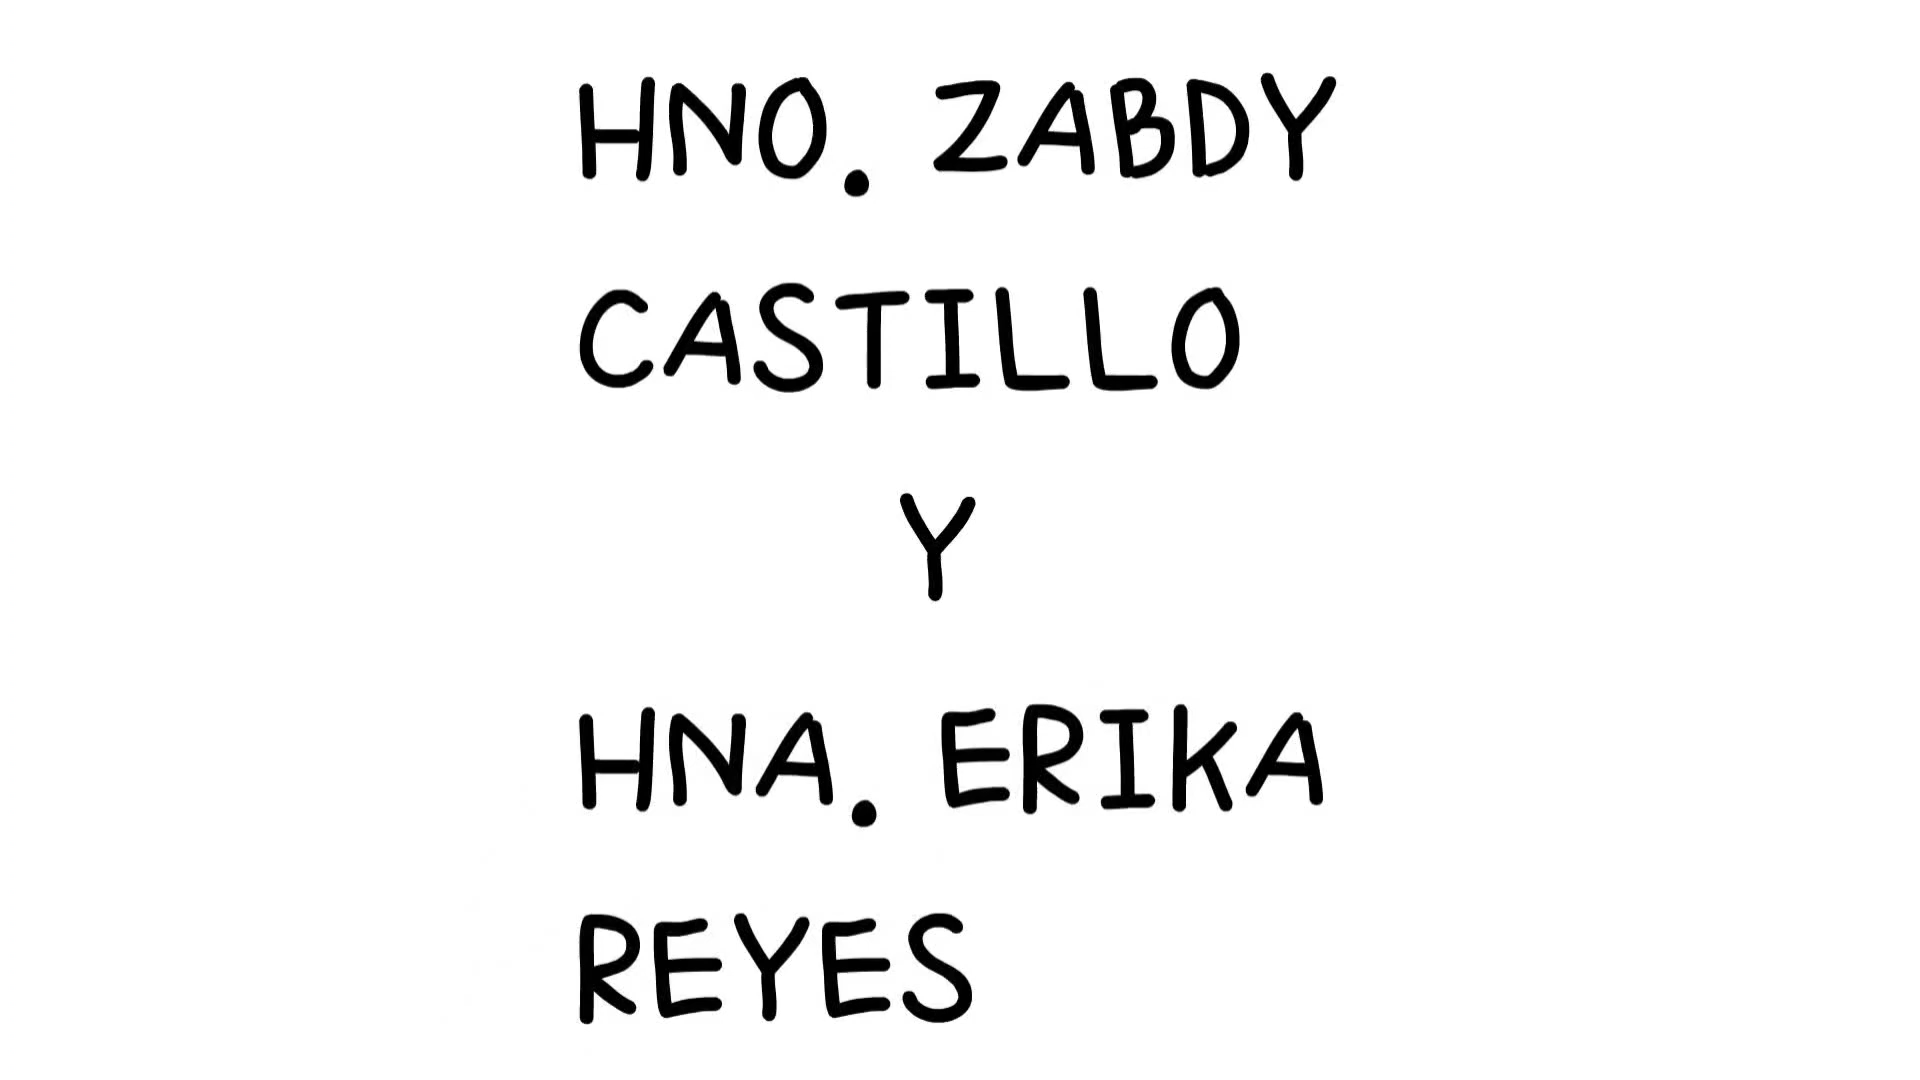 HNO. ZABDY
CASTILLO
Y
HNA. ERIKA
REYES